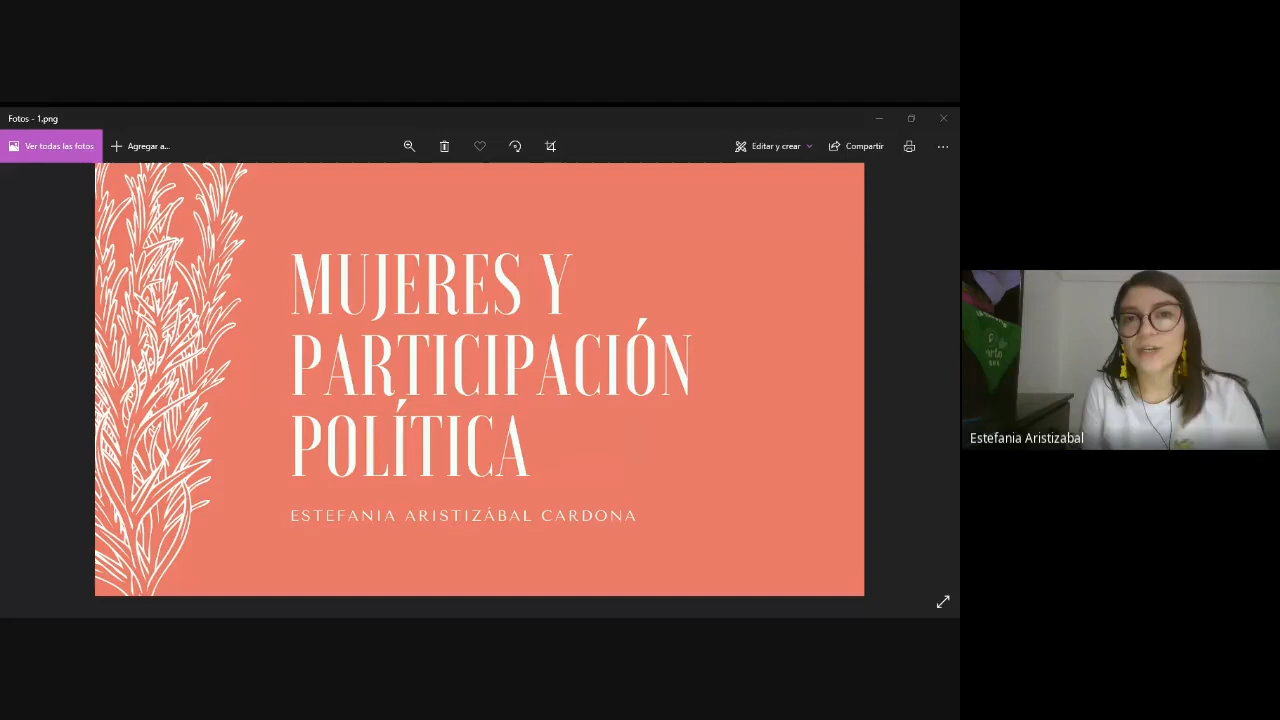 Fotos - 1.png
Ver todas las fotos
Agregar a...
Editar y crear
Compartir
MUJERES Y
PARTICIPACIÓN
POLÍTICA
ESTEFANIA ARISTIZÁBAL CARDONA
Estefania Aristizabal